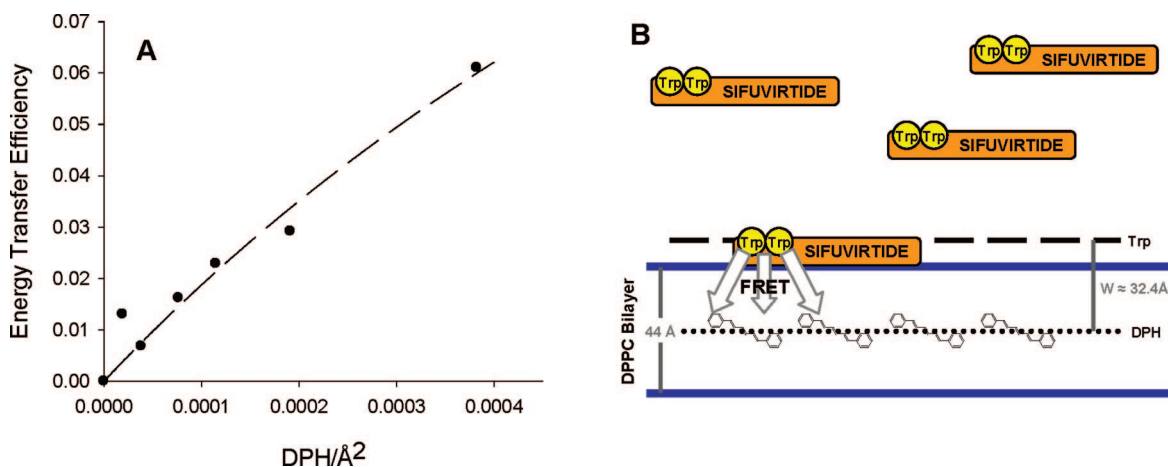 A
Energy Transfer Efficiency
0.07
0.06
0.05
0.04
0.03
0.02
0.01
0.00
0.0000 0.0001 0.0002 0.0003 0.0004
DPH/Å²
B
Trp Trp SIFUVIRTIDE
Trp Trp SIFUVIRTIDE
Trp Trp SIFUVIRTIDE
Trp Trp SIFUVIRTIDE
Trp
FRET
W ≈ 32.4Å
DPPC Bilayer
44 Å
DPH